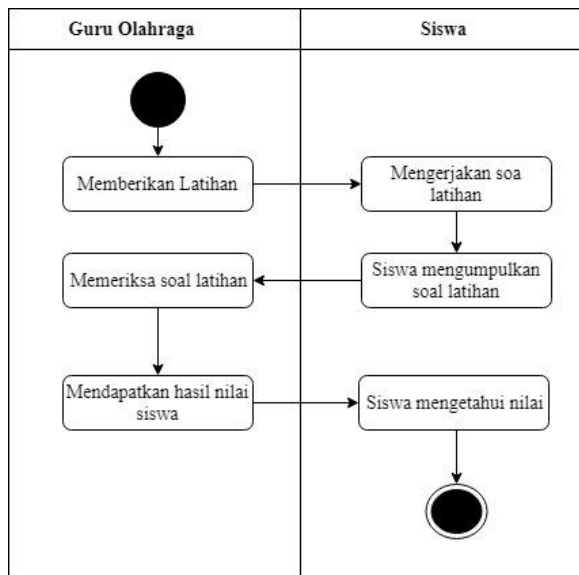 Guru Olahraga
Siswa
Memberikan Latihan
Mengerjakan soa
latihan
Siswa mengumpulkan
soal latihan
Memeriksa soal latihan
Mendapatkan hasil nilai
siswa
Siswa mengetahui nilai